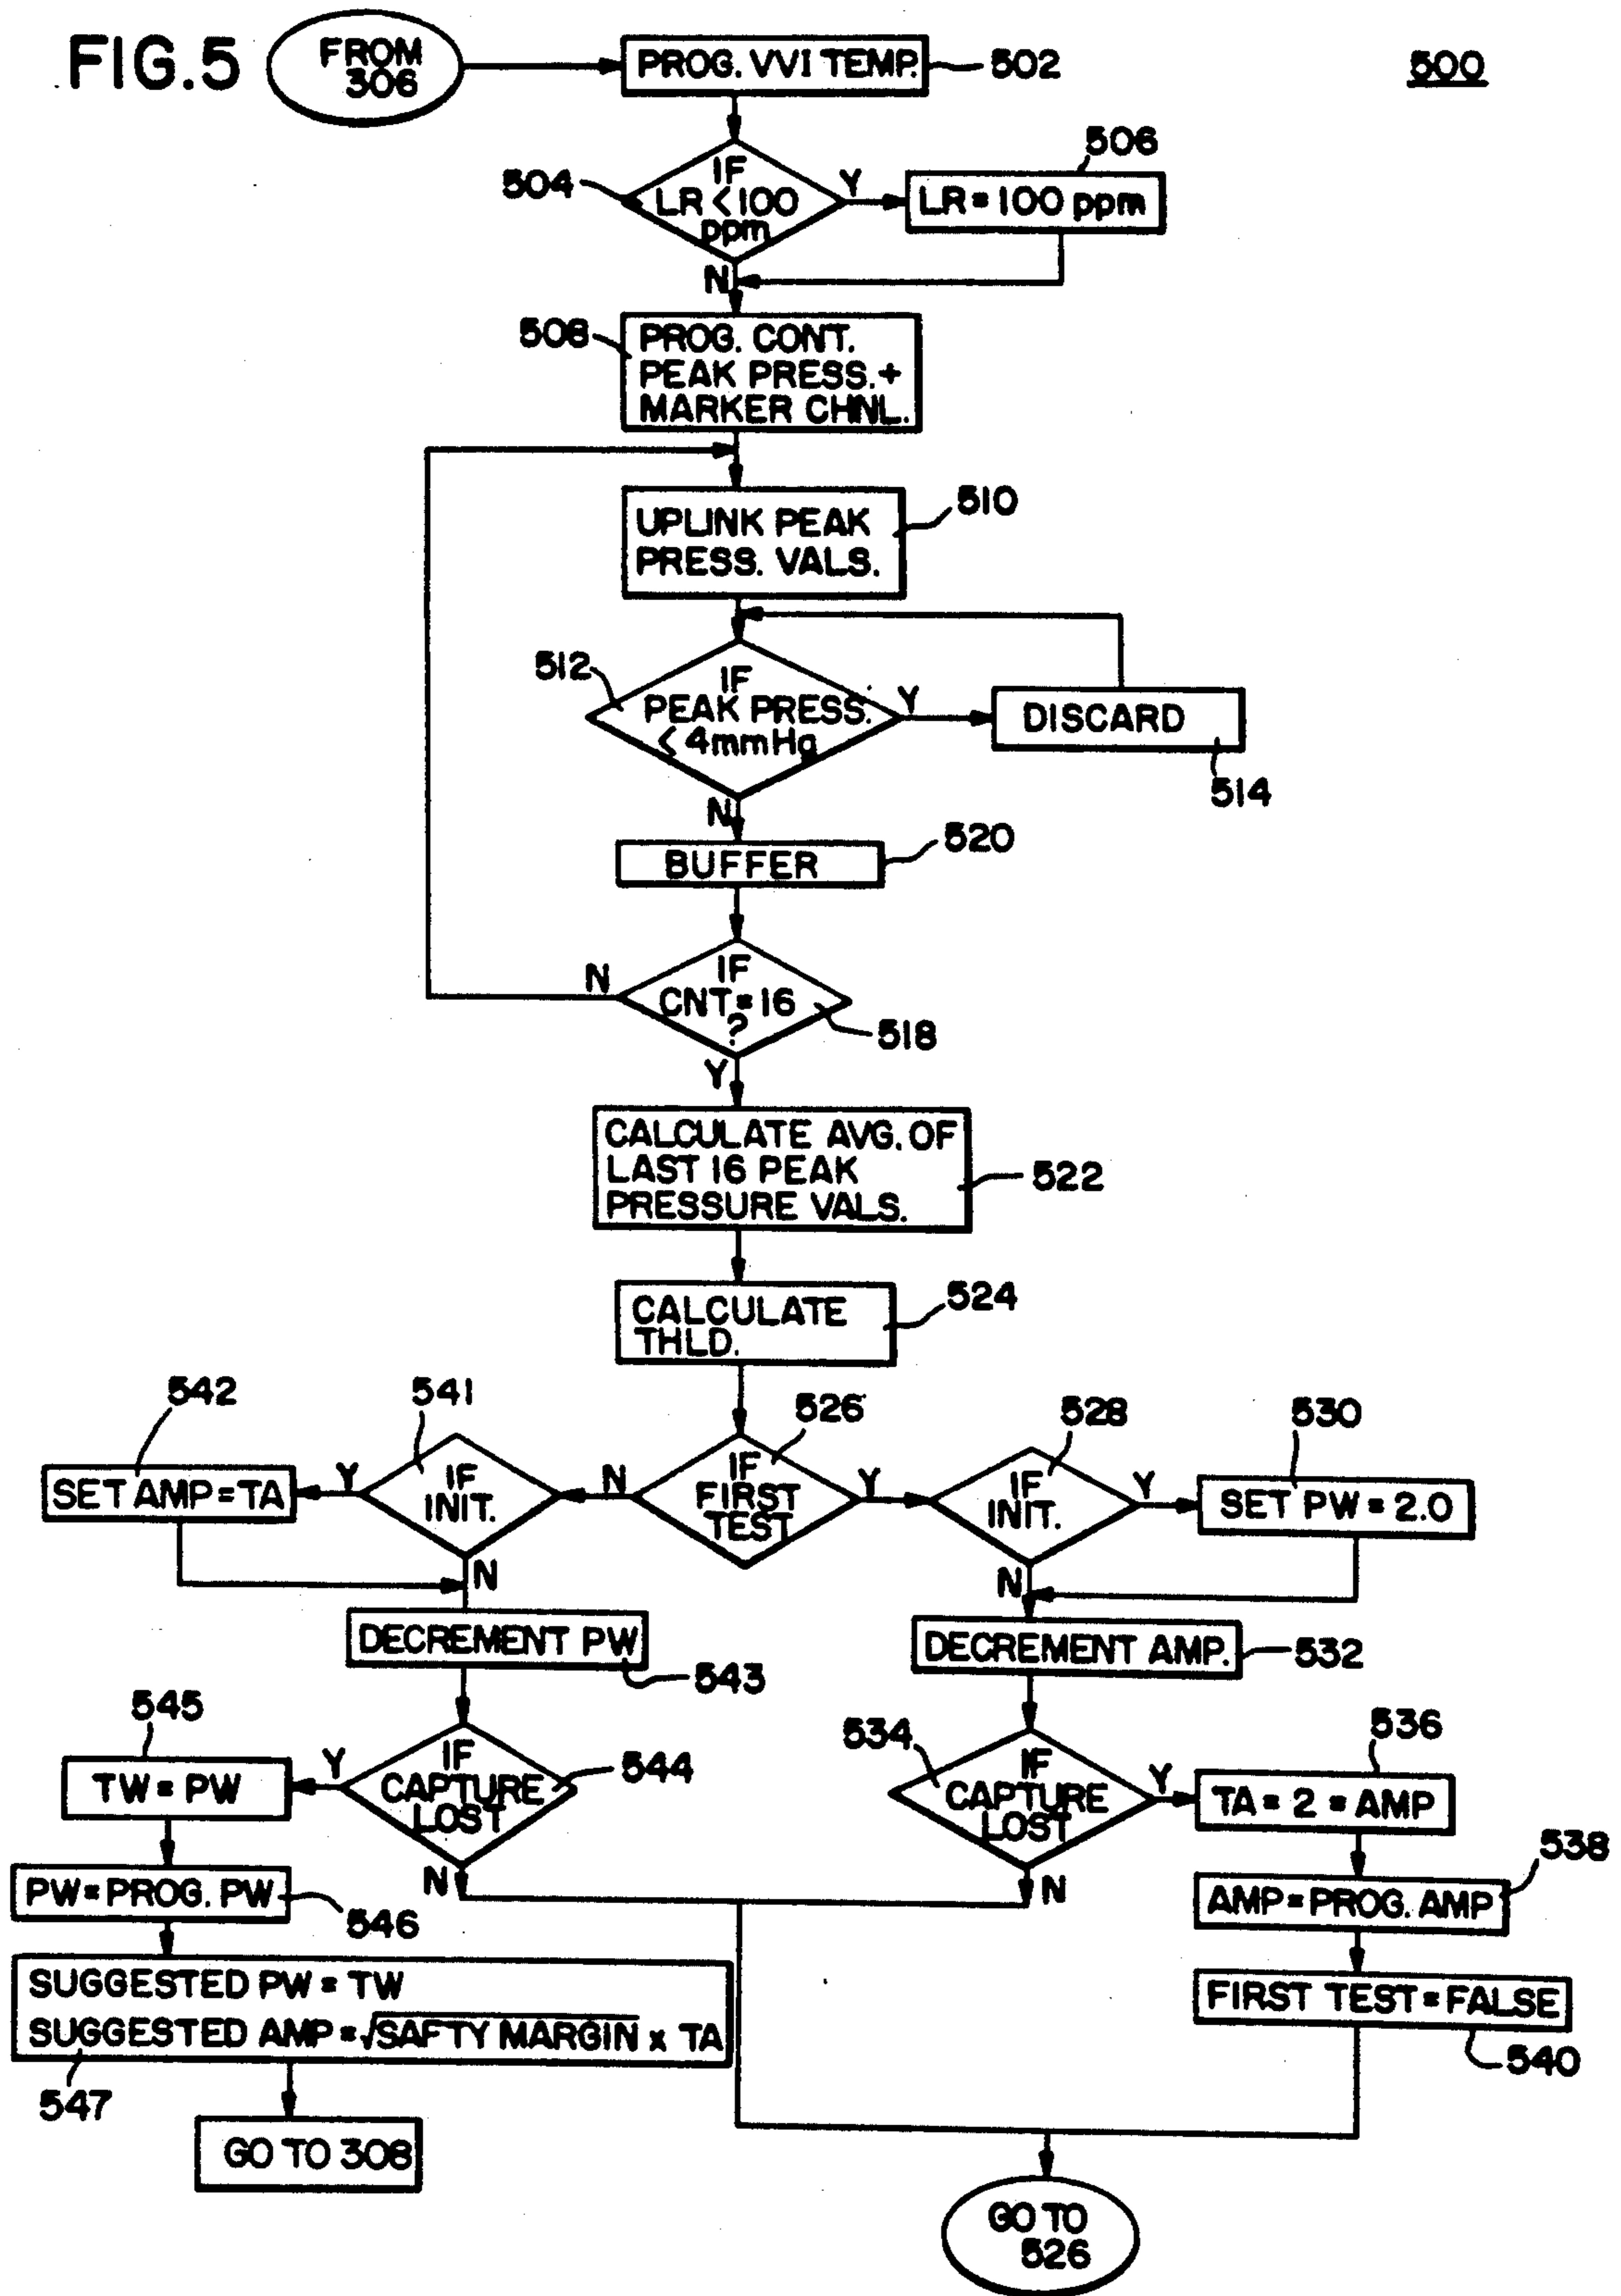 FIG.5
FROM
306
PROG. VVI TEMP.
502
500
504
IF
LR < 100
ppm
Y
506
LR = 100 ppm
N
508
PROG. CONT.
PEAK PRESS. +
MARKER CHNL.
510
UPLINK PEAK
PRESS. VALS.
512
IF
PEAK PRESS.
< 4mmHg
Y
DISCARD
514
N
BUFFER
520
N
IF
CNT = 16
?
518
Y
CALCULATE AVG. OF
LAST 16 PEAK
PRESSURE VALS.
522
CALCULATE
THLD.
524
542
541
526
528
530
SET AMP = TA
Y
IF
INIT.
N
IF
FIRST
TEST
Y
IF
INIT.
Y
SET PW = 2.0
N
N
DECREMENT PW
543
DECREMENT AMP.
532
545
TW = PW
Y
IF
CAPTURE
LOST
544
534
IF
CAPTURE
LOST
Y
536
TA = 2 = AMP
N
N
538
PW = PROG. PW
546
AMP = PROG. AMP
SUGGESTED PW = TW
SUGGESTED AMP = √SAFTY MARGIN x TA
547
FIRST TEST = FALSE
540
GO TO 308
GO TO
526